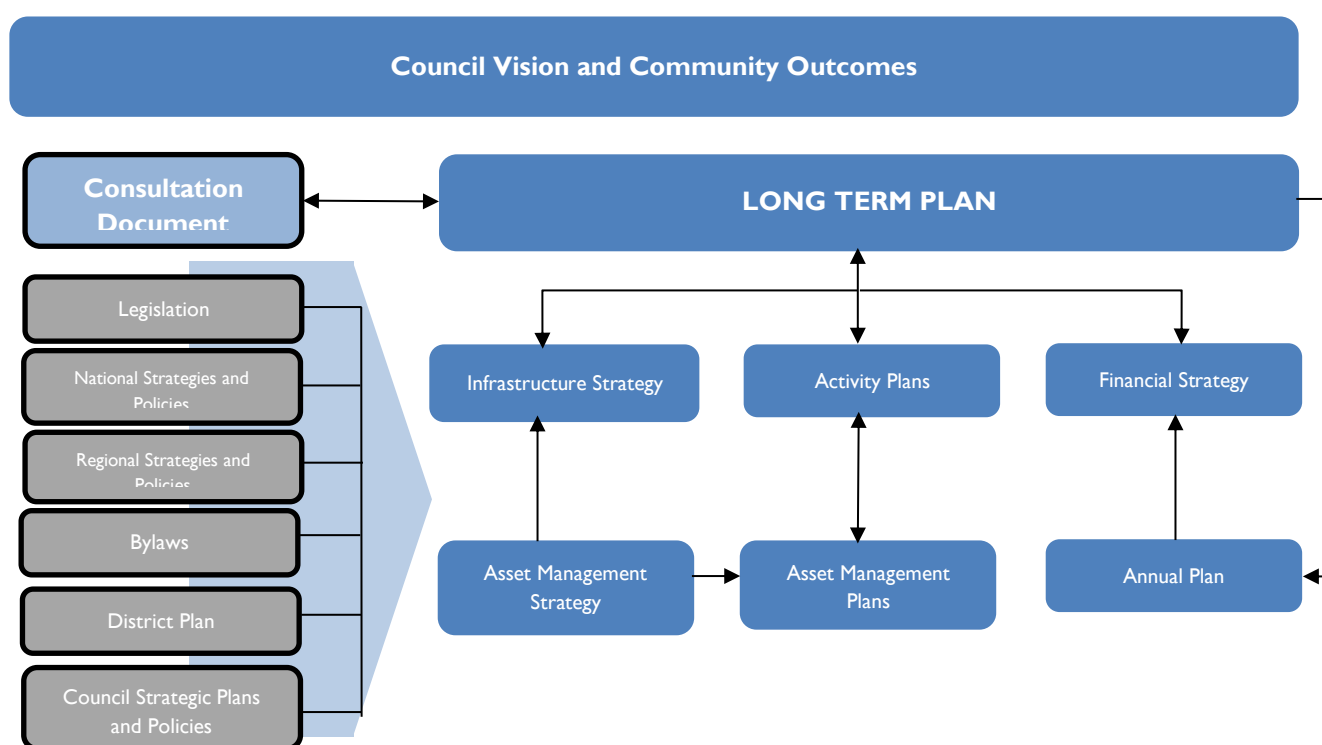 Council Vision and Community Outcomes
Consultation
Document
LONG TERM PLAN
Legislation
National Strategies and
Policies
Regional Strategies and
Policies
Bylaws
District Plan
Council Strategic Plans
and Policies
Infrastructure Strategy
Activity Plans
Financial Strategy
Asset Management
Strategy
Asset Management
Plans
Annual Plan